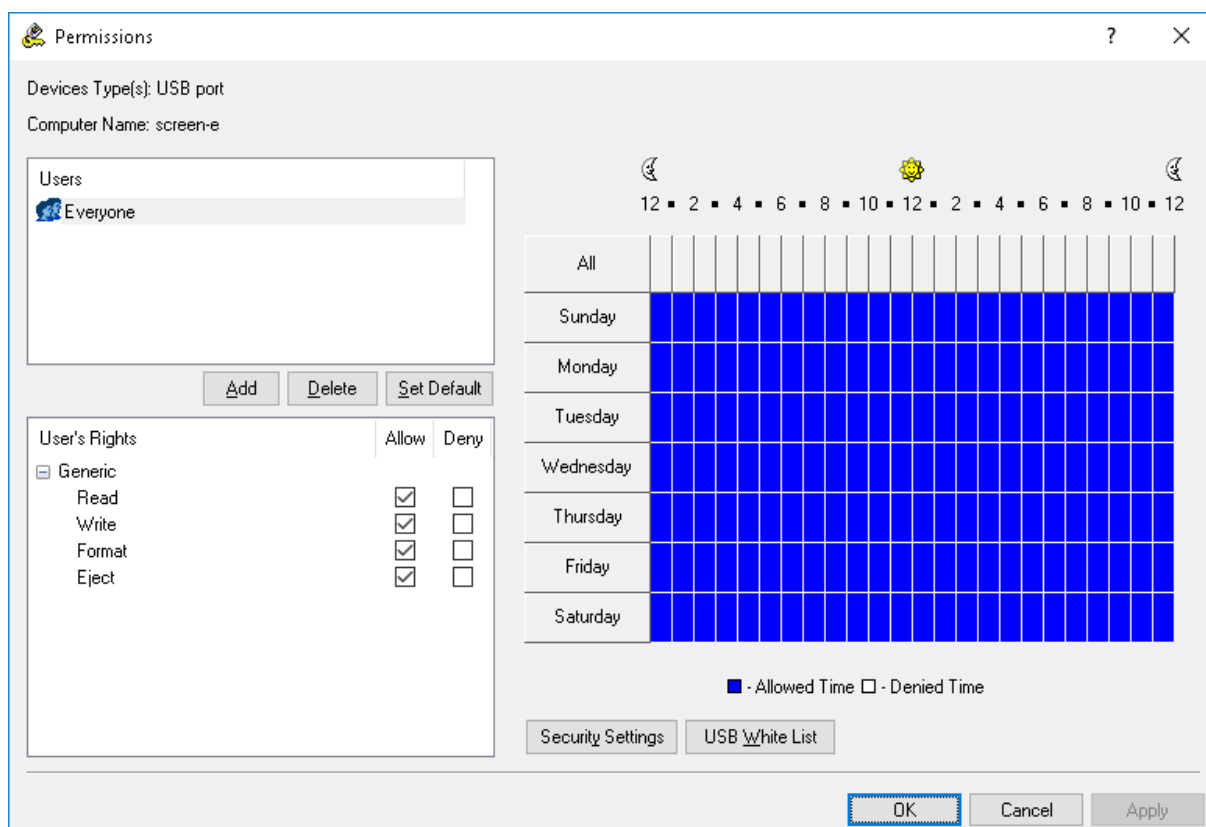 Permissions
?
Devices Type(s): USB port
Computer Name: screen-e
Users
Everyone
Add Delete Set Default
User's Rights Allow Deny
Generic
Read
Write
Format
Eject
12 ▪ 2 ▪ 4 ▪ 6 ▪ 8 ▪ 10 ▪ 12 ▪ 2 ▪ 4 ▪ 6 ▪ 8 ▪ 10 ▪ 12
All
Sunday
Monday
Tuesday
Wednesday
Thursday
Friday
Saturday
- Allowed Time - Denied Time
Security Settings USB White List
OK Cancel Apply